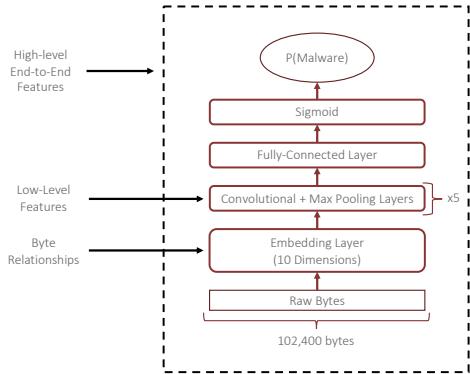 High-level
End-to-End
Features
P(Malware)
Sigmoid
Fully-Connected Layer
Low-Level
Features
Convolutional + Max Pooling Layers
x5
Byte
Relationships
Embedding Layer
(10 Dimensions)
Raw Bytes
102,400 bytes